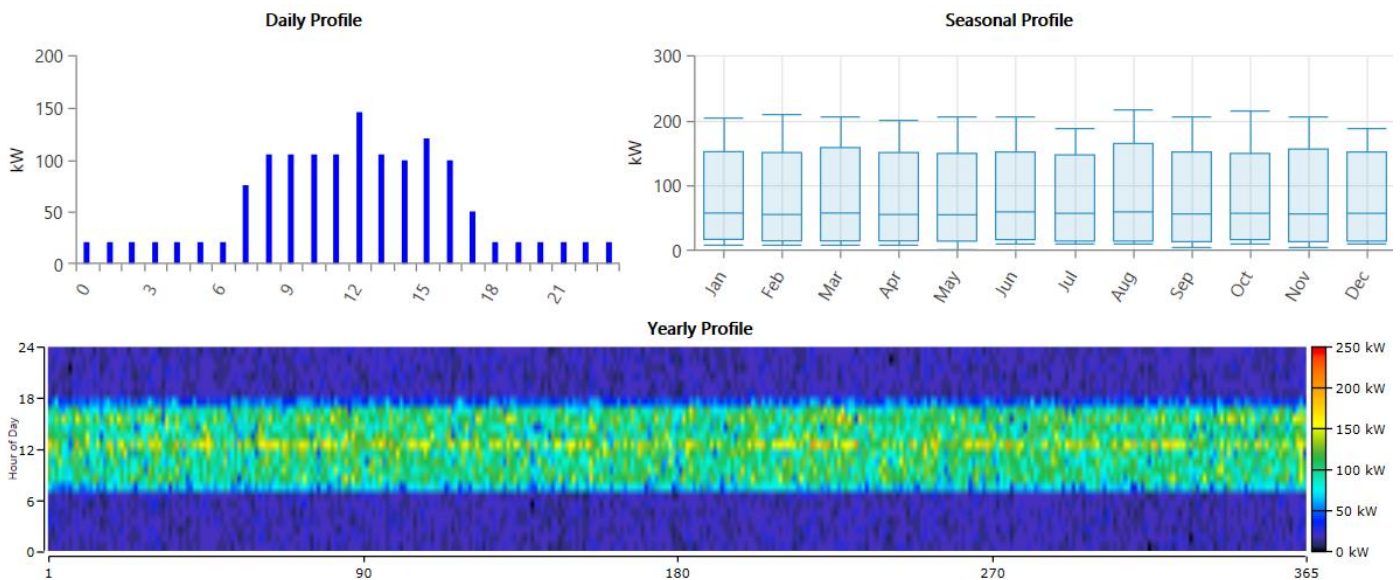 Daily Profile
200
150
100
50
0
kW
0 3 6 9 12 15 18 21
Seasonal Profile
300
200
100
0
kW
Jan Feb Mar Apr May Jun Jul Aug Sep Oct Nov Dec
Yearly Profile
24
18
12
6
0
Hour of Day
1 90 180 270 365
250 kW
200 kW
150 kW
100 kW
50 kW
0 kW